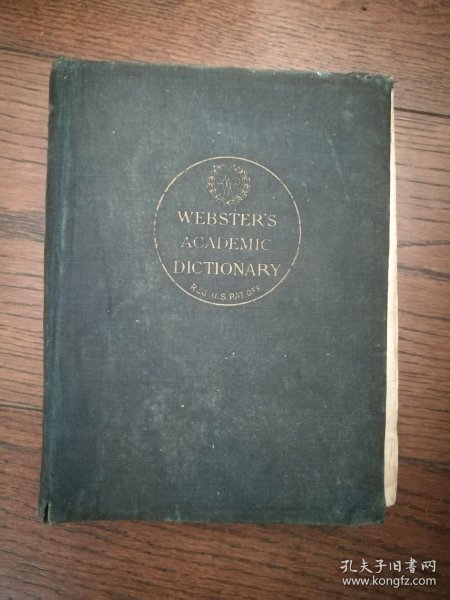 WEBSTER'S
ACADEMIC
DICTIONARY
REG. U.S. PAT. OFF.
孔夫子旧书网
www.kongfz.com